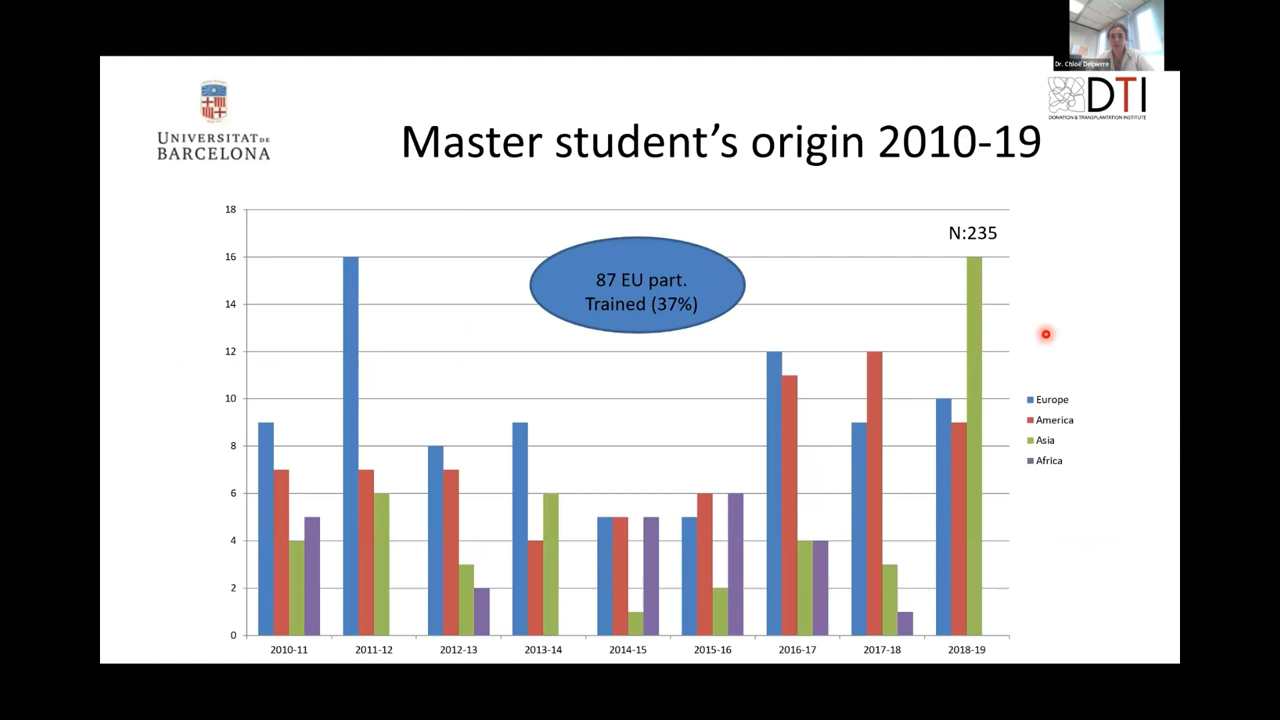 Dr. Chloë Delpierre
UNIVERSITAT DE
BARCELONA
DTI
DONATION & TRANSPLANTATION INSTITUTE
Master student's origin 2010-19
18
16
14
12
10
8
6
4
2
0
N:235
87 EU part.
Trained (37%)
Europe
America
Asia
Africa
2010-11
2011-12
2012-13
2013-14
2014-15
2015-16
2016-17
2017-18
2018-19